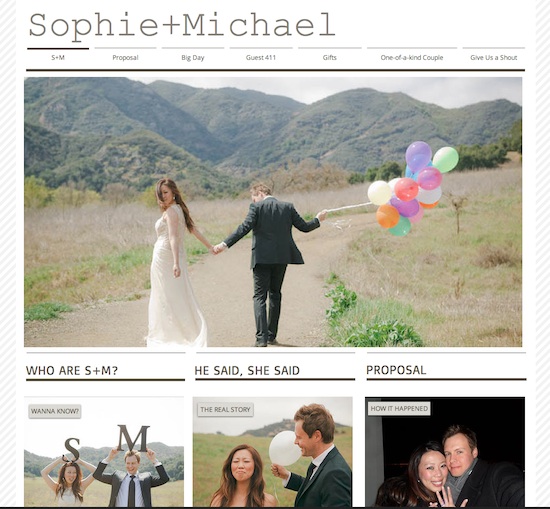 Sophie+Michael
S+M Proposal Big Day Guest 411 Gifts One-of-a-kind Couple Give Us a Shout
WHO ARE S+M? HE SAID, SHE SAID PROPOSAL
WANNA KNOW? THE REAL STORY HOW IT HAPPENED
S M